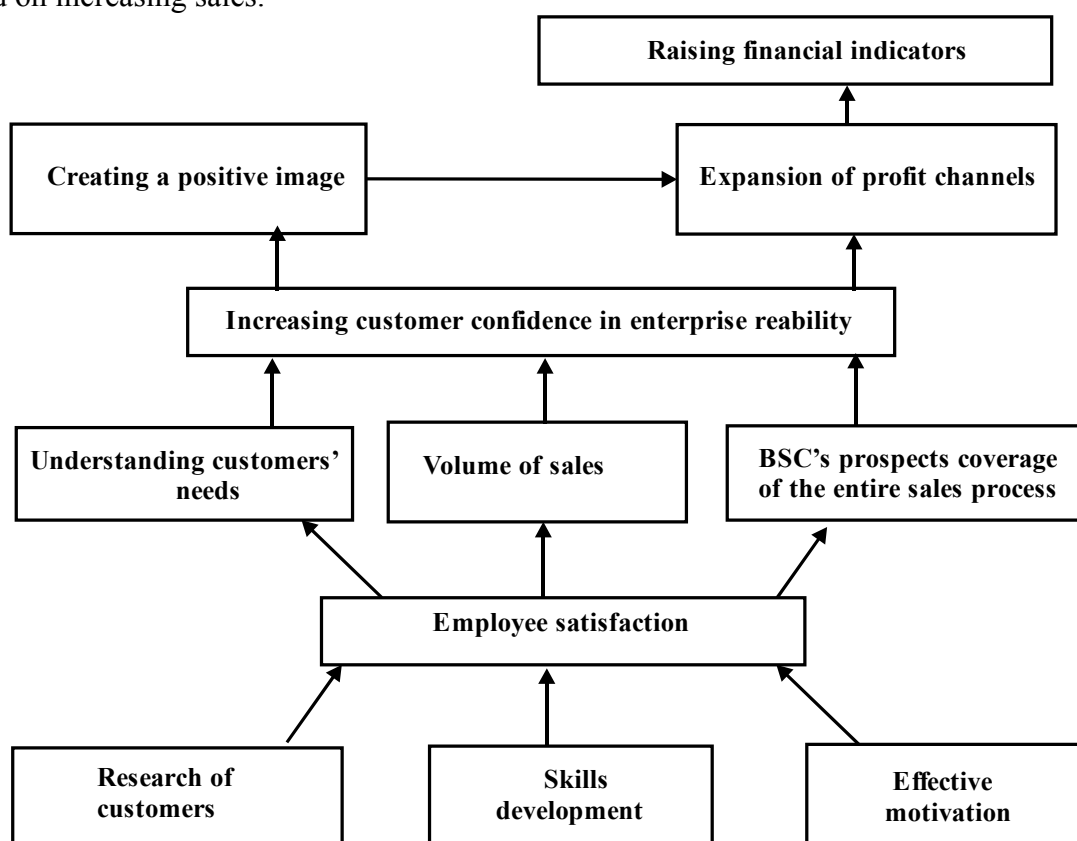 on increasing sales.
Raising financial indicators
Creating a positive image
Expansion of profit channels
Increasing customer confidence in enterprise reability
Understanding customers’
needs
Volume of sales
BSC’s prospects coverage
of the entire sales process
Employee satisfaction
Research of
customers
Skills
development
Effective
motivation